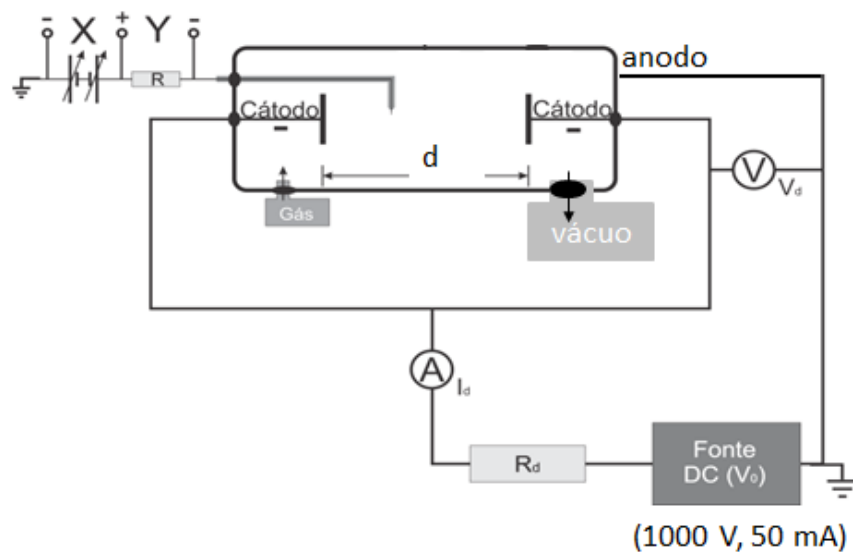 - X + Y -
R
anodo
Cátodo
-
Cátodo
-
d
V
Vd
Gás
vácuo
A
Id
Rd
Fonte
DC (V₀)
(1000 V, 50 mA)